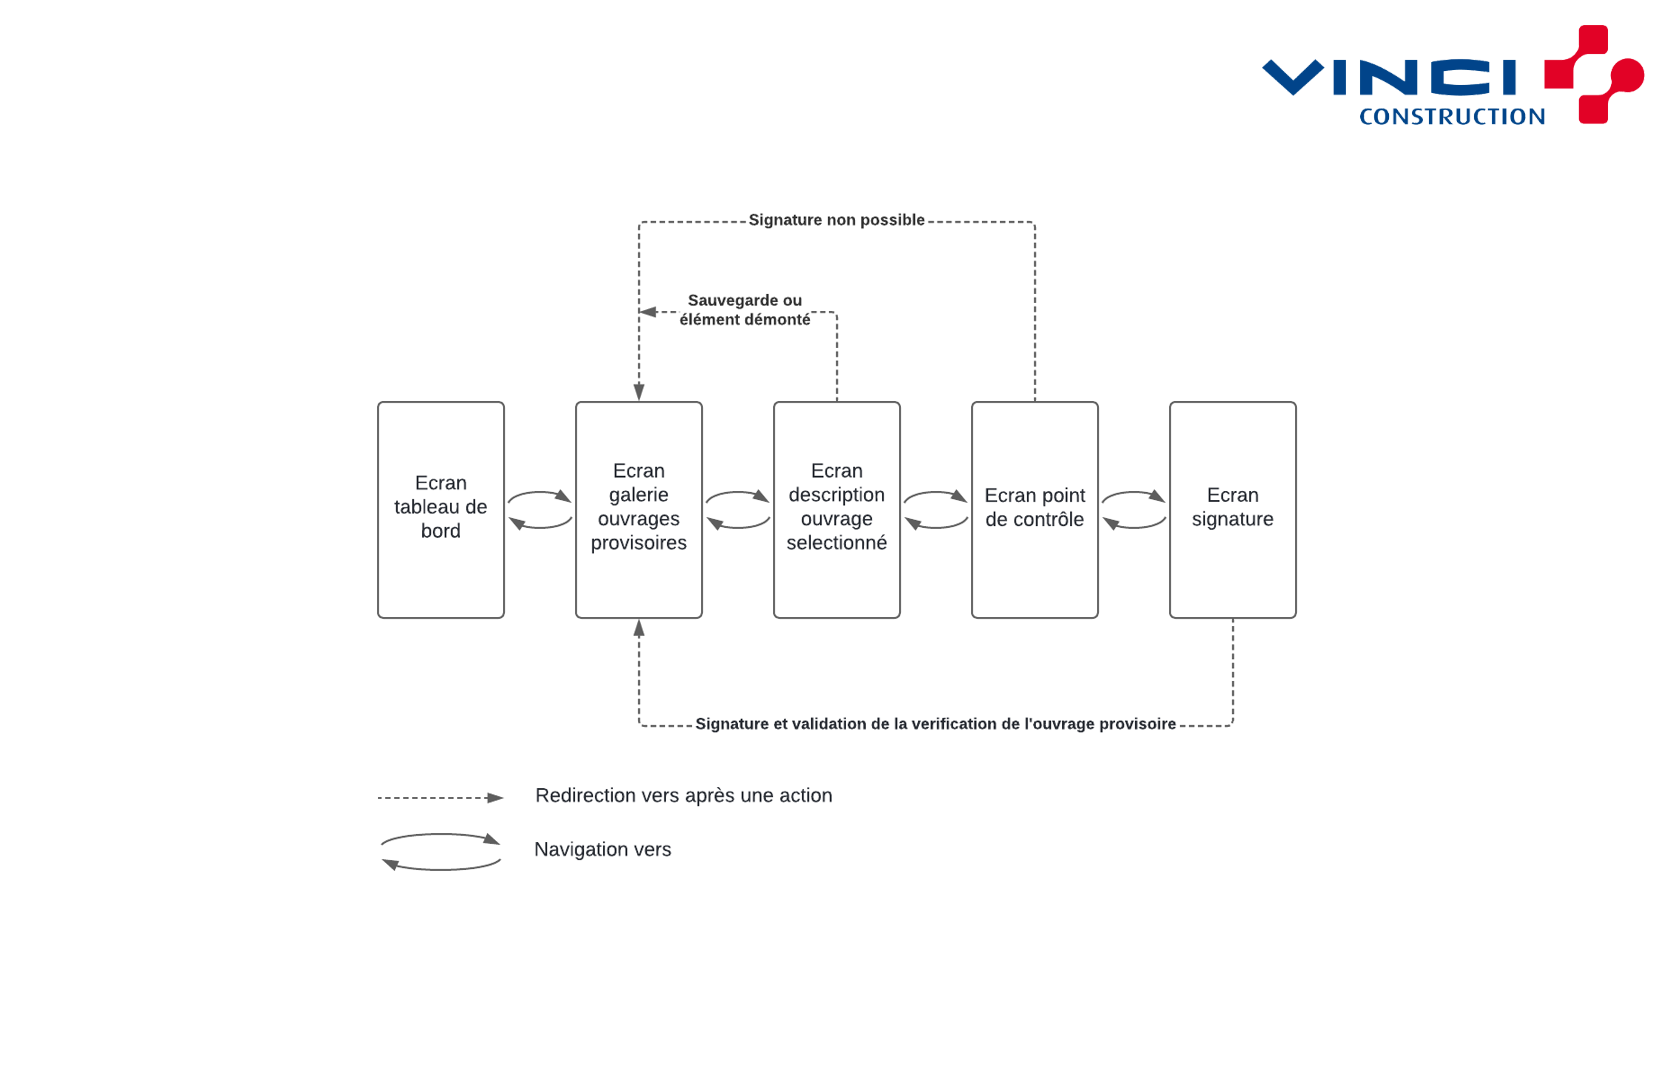 VINCI
CONSTRUCTION
Signature non possible
Sauvegarde ou
élément démonté
Ecran
tableau de
bord
Ecran
galerie
ouvrages
provisoires
Ecran
description
ouvrage
selectionné
Ecran point
de contrôle
Ecran
signature
Signature et validation de la verification de l'ouvrage provisoire
Redirection vers après une action
Navigation vers